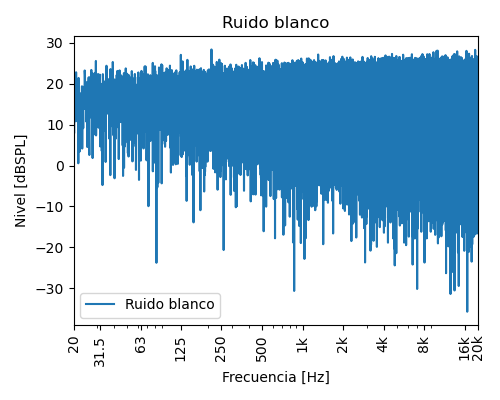 Ruido blanco
Nivel [dBSPL]
30
20
10
0
−10
−20
−30
Ruido blanco
20
31.5
63
125
250
500
1k
2k
4k
8k
16k
20k
Frecuencia [Hz]